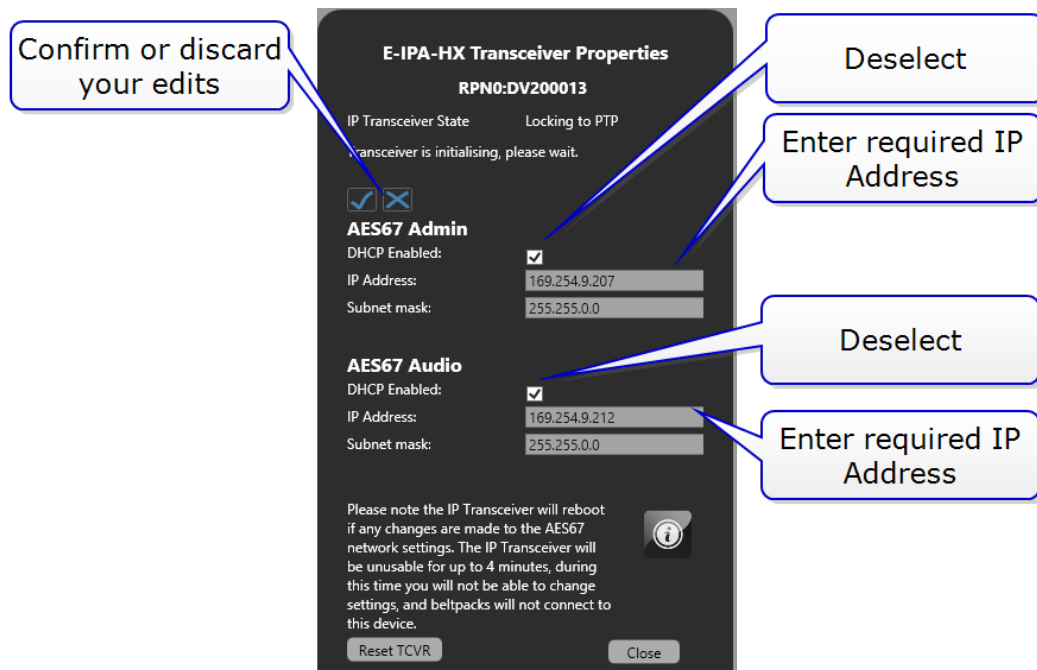 Confirm or discard
your edits
E-IPA-HX Transceiver Properties
RPN0:DV200013
IP Transceiver State Locking to PTP
Transceiver is initialising, please wait.
AES67 Admin
DHCP Enabled:
IP Address: 169.254.9.207
Subnet mask: 255.255.0.0
AES67 Audio
DHCP Enabled:
IP Address: 169.254.9.212
Subnet mask: 255.255.0.0
Please note the IP Transceiver will reboot
if any changes are made to the AES67
network settings. The IP Transceiver will
be unusable for up to 4 minutes, during
this time you will not be able to change
settings, and beltpacks will not connect to
this device.
Reset TCVR Close
Deselect
Enter required IP
Address
Deselect
Enter required IP
Address